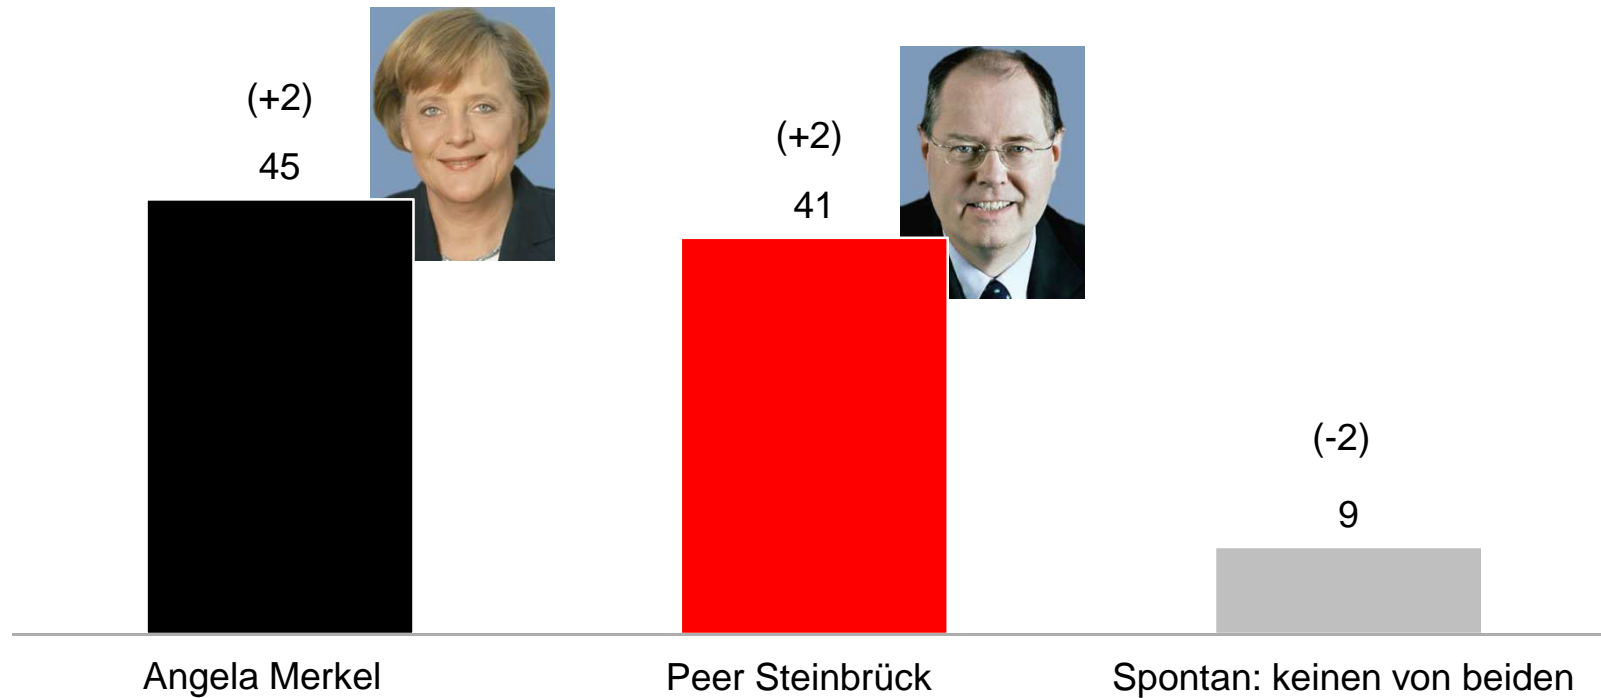 (+2)
45
(+2)
41
(-2)
9
Angela Merkel
Peer Steinbrück
Spontan: keinen von beiden